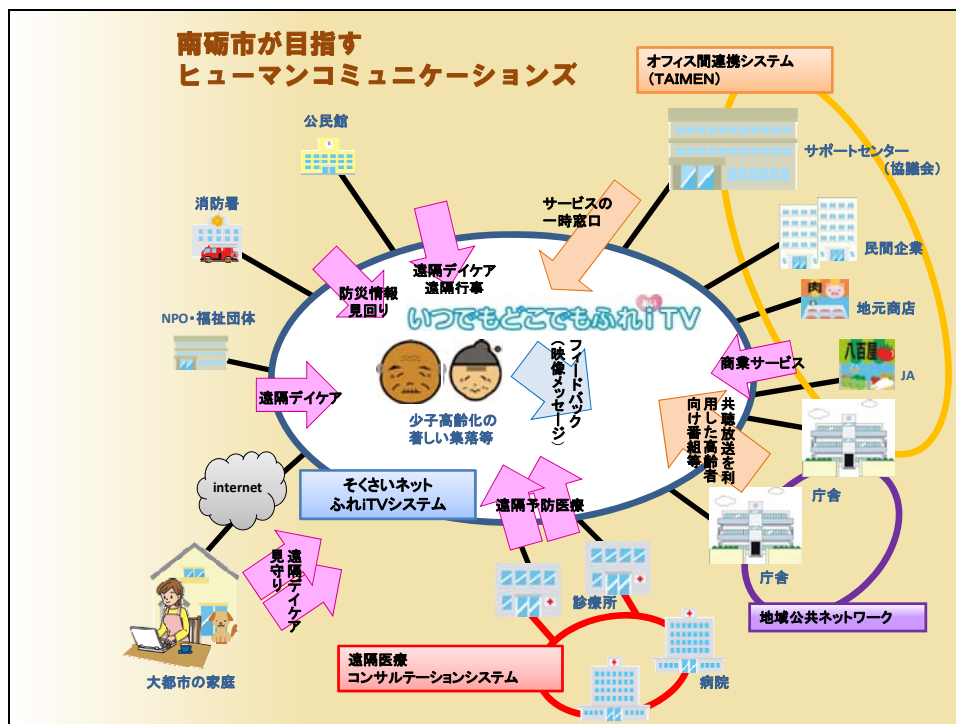 南砺市が目指す
ヒューマンコミュニケーションズ
オフィス間連携システム
(TAIMEN)
公民館
サポートセンター
(協議会)
消防署
サービスの
一時窓口
民間企業
遠隔デイケア
遠隔行事
防災情報
見回り
肉
地元商店
いつでもどこでもふれiTV
NPO・福祉団体
フィードバック
(映像メッセージ)
商業サービス
八百屋
JA
遠隔デイケア
共聴放送を利
用した高齢者
向け番組等
少子高齢化の
著しい集落等
internet
そくさいネット
ふれiTVシステム
遠隔予防医療
庁舎
庁舎
遠隔デイケア
見守り
診療所
地域公共ネットワーク
遠隔医療
コンサルテーションシステム
大都市の家庭
病院